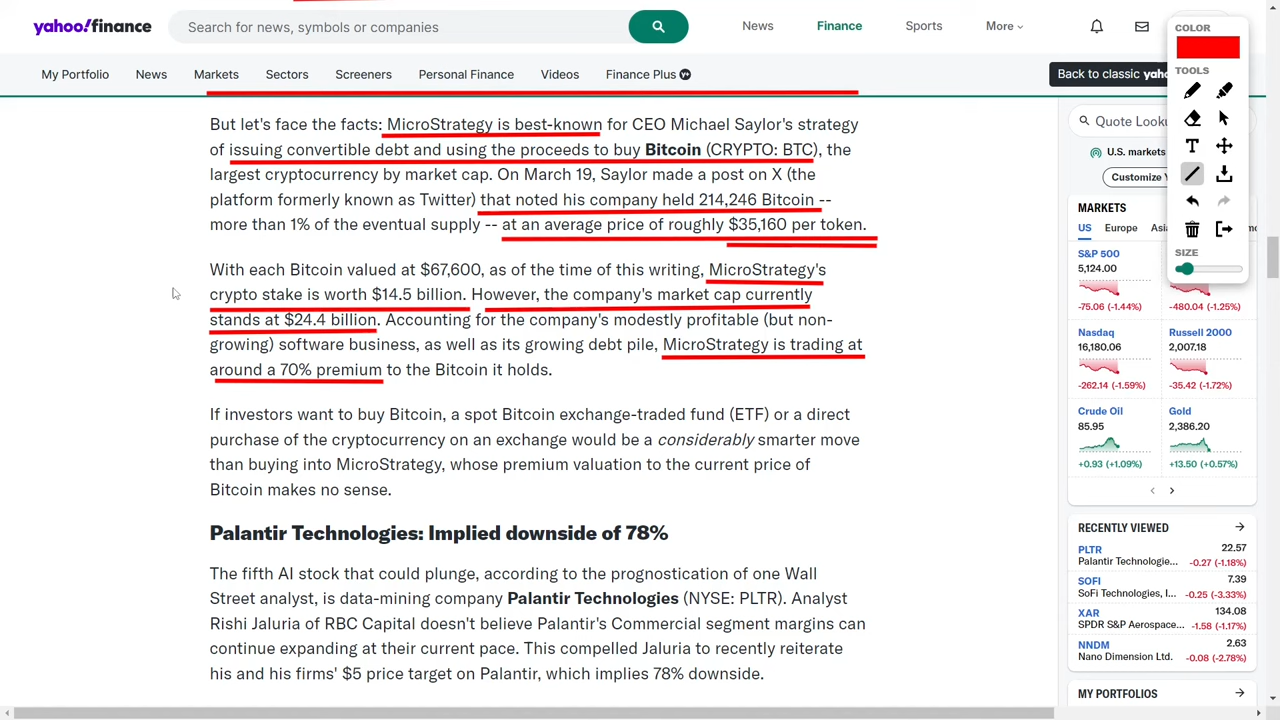 yahoo!finance
Search for news, symbols or companies
News
Finance
Sports
More
COLOR
TOOLS
SIZE
My Portfolio
News
Markets
Sectors
Screeners
Personal Finance
Videos
Finance Plus
Back to classic
But let's face the facts: MicroStrategy is best-known for CEO Michael Saylor's strategy
of issuing convertible debt and using the proceeds to buy Bitcoin (CRYPTO: BTC), the
largest cryptocurrency by market cap. On March 19, Saylor made a post on X (the
platform formerly known as Twitter) that noted his company held 214,246 Bitcoin --
more than 1% of the eventual supply -- at an average price of roughly $35,160 per token.
With each Bitcoin valued at $67,600, as of the time of this writing, MicroStrategy's
crypto stake is worth $14.5 billion. However, the company's market cap currently
stands at $24.4 billion. Accounting for the company's modestly profitable (but non-
growing) software business, as well as its growing debt pile, MicroStrategy is trading at
around a 70% premium to the Bitcoin it holds.
If investors want to buy Bitcoin, a spot Bitcoin exchange-traded fund (ETF) or a direct
purchase of the cryptocurrency on an exchange would be a considerably smarter move
than buying into MicroStrategy, whose premium valuation to the current price of
Bitcoin makes no sense.
Palantir Technologies: Implied downside of 78%
The fifth AI stock that could plunge, according to the prognostication of one Wall
Street analyst, is data-mining company Palantir Technologies (NYSE: PLTR). Analyst
Rishi Jaluria of RBC Capital doesn't believe Palantir's Commercial segment margins can
continue expanding at their current pace. This compelled Jaluria to recently reiterate
his and his firms' $5 price target on Palantir, which implies 78% downside.
Quote
U.S. markets
Customize
MARKETS
US
Europe
S&P 500
5,124.00
-75.06 (-1.44%)
-480.04 (-1.25%)
Nasdaq
16,180.06
-262.14 (-1.59%)
Russell 2000
2,007.18
-35.42 (-1.72%)
Crude Oil
85.95
+0.93 (+1.09%)
Gold
2,386.20
+13.50 (+0.57%)
RECENTLY VIEWED
PLTR 22.57
Palantir Technologie... -0.27 (-1.18%)
SOFI 7.39
SoFi Technologies, I... -0.25 (-3.33%)
XAR 134.08
SPDR S&P Aerospace... -1.58 (-1.17%)
NNDM 2.63
Nano Dimension Ltd. -0.08 (-2.78%)
MY PORTFOLIOS